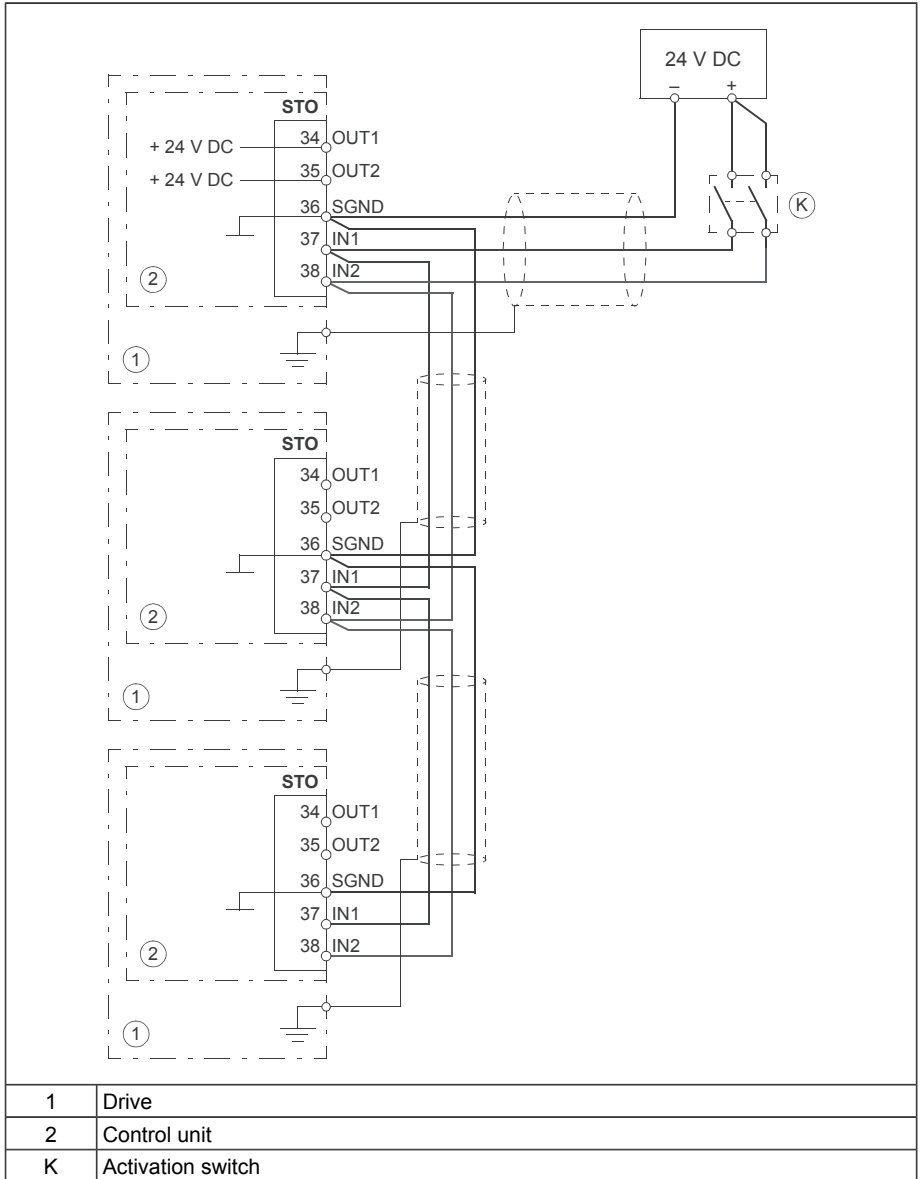 24 V DC
– +
STO
+ 24 V DC
34 OUT1
+ 24 V DC
35 OUT2
36 SGND
K
37 IN1
38 IN2
2
1
STO
34 OUT1
35 OUT2
36 SGND
37 IN1
38 IN2
2
1
STO
34 OUT1
35 OUT2
36 SGND
37 IN1
38 IN2
2
1
1 Drive
2 Control unit
K Activation switch